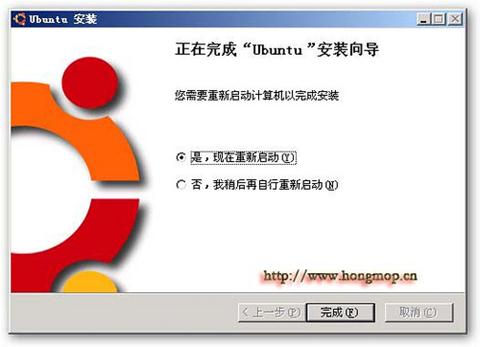 Ubuntu 安装
正在完成“Ubuntu”安装向导
您需要重新启动计算机以完成安装
是，现在重新启动(Y)
否，我稍后再自行重新启动(N)
http://www.hongmop.cn
< 上一步(P) 完成(F) 取消(C)